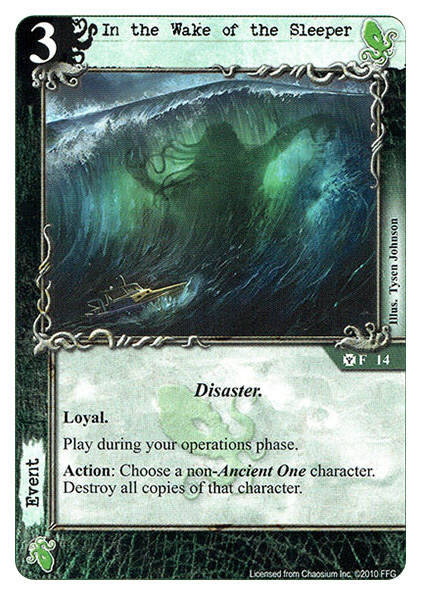 3
In the Wake of the Sleeper
Illus. Tysen Johnson
F 14
Disaster.
Loyal.
Play during your operations phase.
Action: Choose a non-Ancient One character.
Destroy all copies of that character.
Event
Licensed from Chaosium Inc. ©2010 FFG